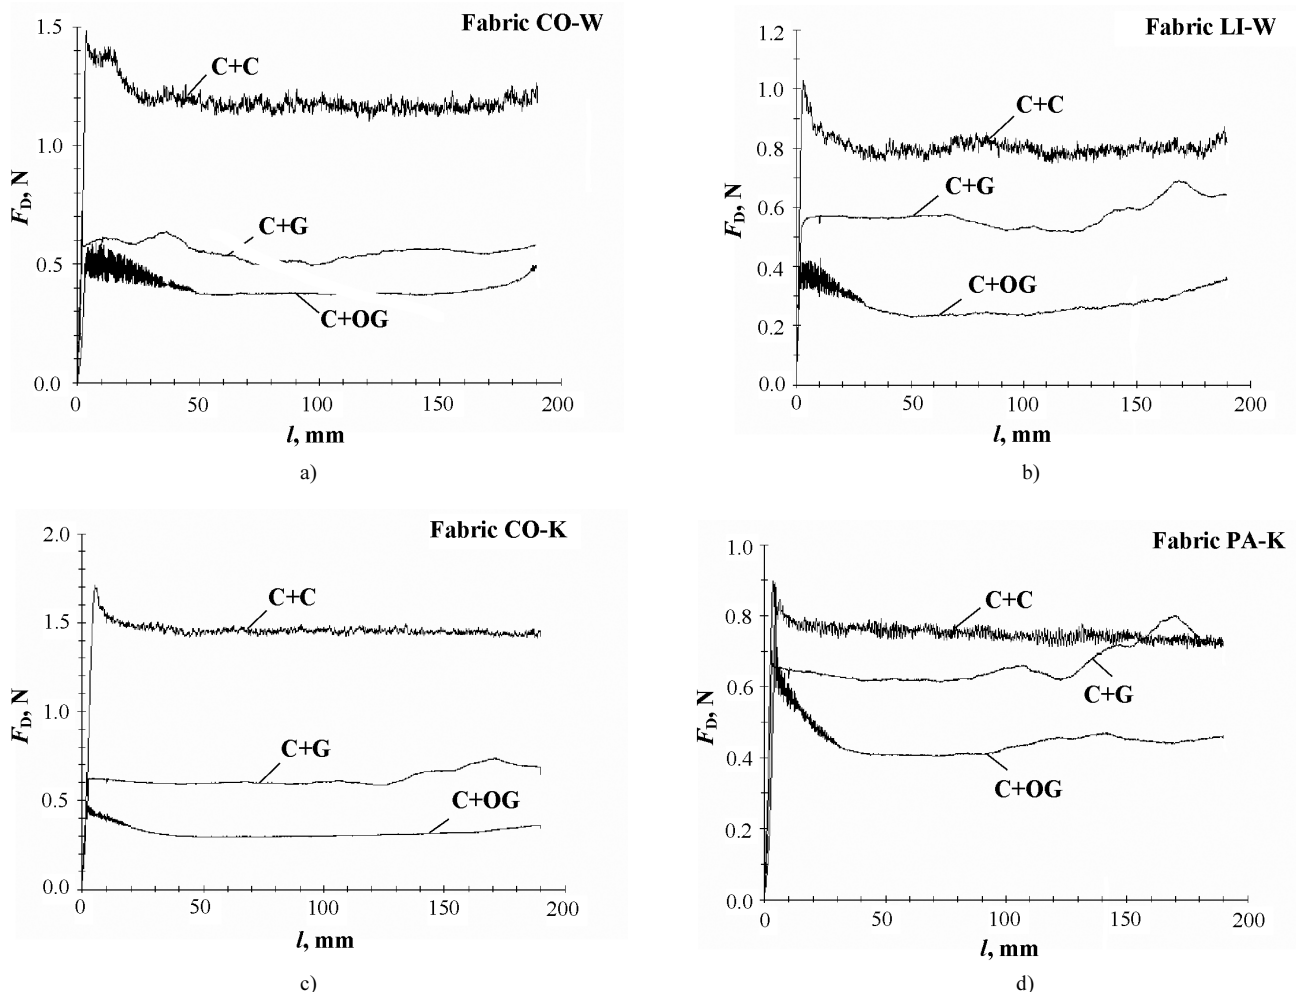 Fabric CO-W
1.5
C+C
1.0
F_D, N
C+G
0.5
C+OG
0.0
0 50 100 150 200
l, mm
a)
Fabric LI-W
1.2
1.0
C+C
0.8
C+G
F_D, N
0.6
0.4
C+OG
0.2
0.0
0 50 100 150 200
l, mm
b)
Fabric CO-K
2.0
C+C
1.5
F_D, N
1.0
C+G
C+OG
0.5
0.0
0 50 100 150 200
l, mm
c)
Fabric PA-K
1.0
C+C
0.8
C+G
0.6
F_D, N
0.4
C+OG
0.2
0.0
0 50 100 150 200
l, mm
d)